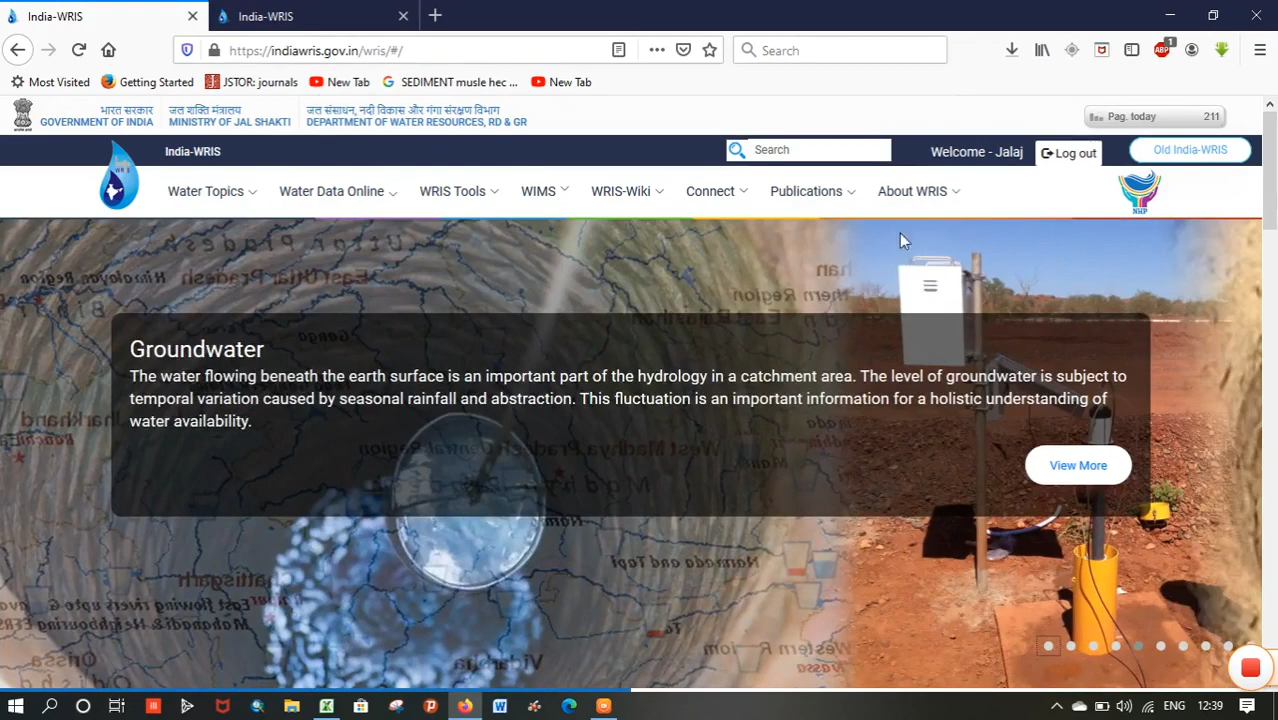 India-WRIS
India-WRIS
https://indiawris.gov.in/wris/#/
Search
Most Visited
Getting Started
JSTOR: journals
New Tab
SEDIMENT musle hec ...
New Tab
भारत सरकार
GOVERNMENT OF INDIA
जल शक्ति मंत्रालय
MINISTRY OF JAL SHAKTI
जल संसाधन, नदी विकास और गंगा संरक्षण विभाग
DEPARTMENT OF WATER RESOURCES, RD & GR
Pag. today 211
India-WRIS
Search
Welcome - Jalaj
Log out
Old India-WRIS
Water Topics
Water Data Online
WRIS Tools
WIMS
WRIS-Wiki
Connect
Publications
About WRIS
NHP
Groundwater
The water flowing beneath the earth surface is an important part of the hydrology in a catchment area. The level of groundwater is subject to
temporal variation caused by seasonal rainfall and abstraction. This fluctuation is an important information for a holistic understanding of
water availability.
View More
ENG
12:39